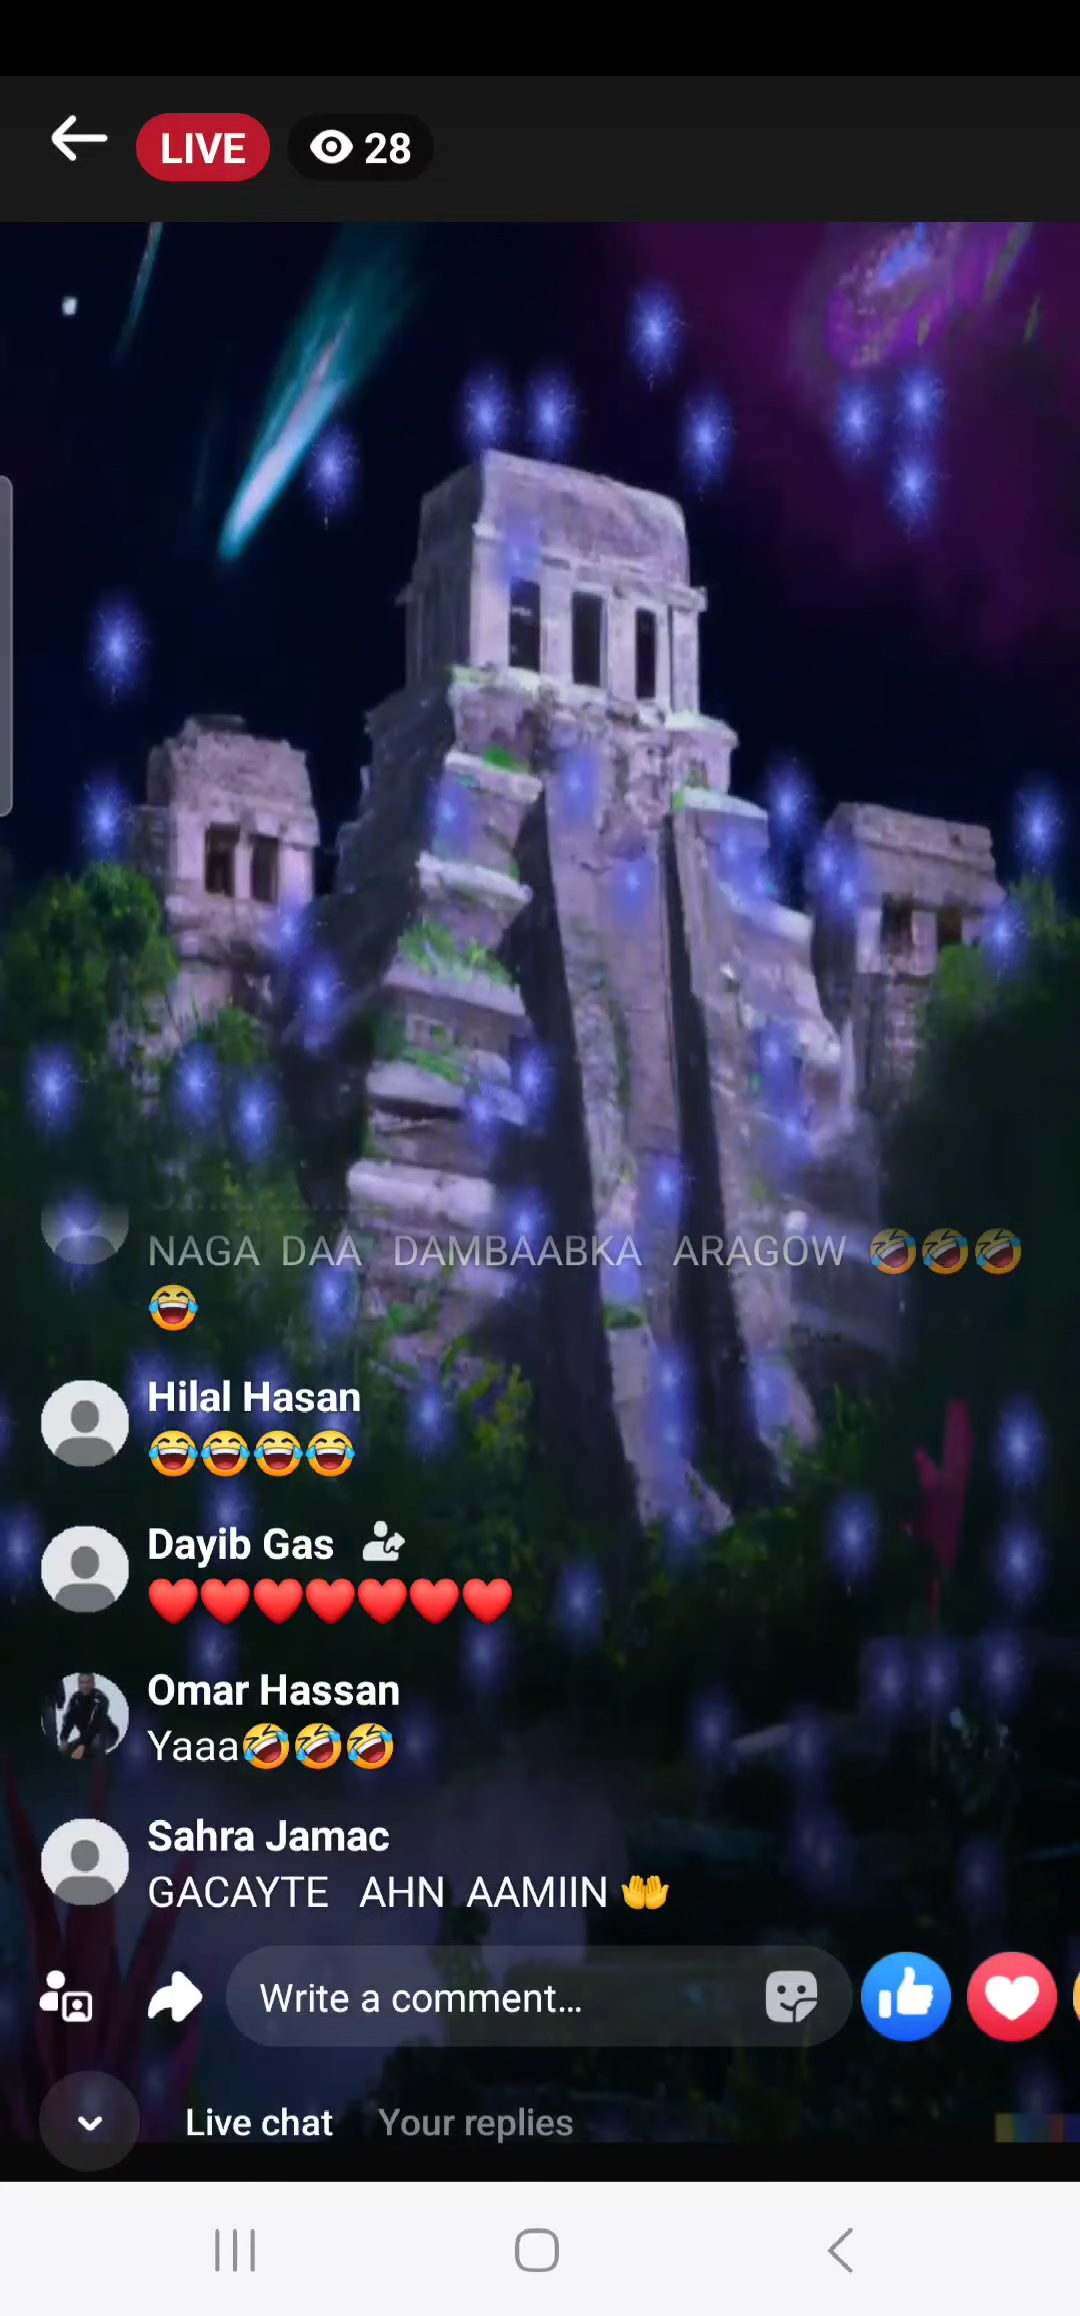 LIVE 28
NAGA DAA DAMBAABKA ARAGOW 🤣🤣🤣
😂
Hilal Hasan
😂😂😂😂
Dayib Gas
❤️❤️❤️❤️❤️❤️❤️
Omar Hassan
Yaaa🤣🤣🤣
Sahra Jamac
GACAYTE AHN AAMIIN 🤲
Write a comment...
Live chat Your replies